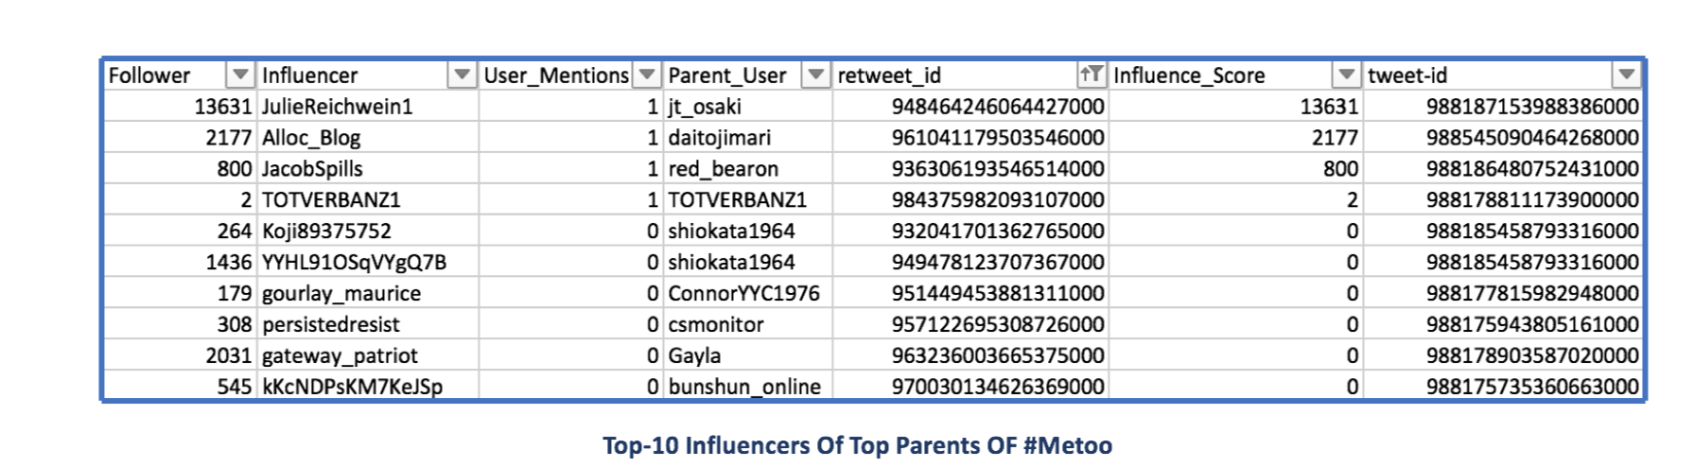 Follower Influencer User_Mentions Parent_User retweet_id Influence_Score tweet-id
13631 JulieReichwein1 1 jt_osaki 948464246064427000 13631 988187153988386000
2177 Alloc_Blog 1 daitojimari 961041179503546000 2177 988545090464268000
800 JacobSpills 1 red_bearon 936306193546514000 800 988186480752431000
2 TOTVERBANZ1 1 TOTVERBANZ1 984375982093107000 2 988178811173900000
264 Koji89375752 0 shiokata1964 932041701362765000 0 988185458793316000
1436 YYHL91OSqVYgQ7B 0 shiokata1964 949478123707367000 0 988185458793316000
179 gourlay_maurice 0 ConnorYYC1976 951449453881311000 0 988177815982948000
308 persistedresist 0 csmonitor 957122695308726000 0 988175943805161000
2031 gateway_patriot 0 Gayla 963236003665375000 0 988178903587020000
545 kKcNDPsKM7KeJSp 0 bunshun_online 970030134626369000 0 988175735360663000
Top-10 Influencers Of Top Parents OF #Metoo